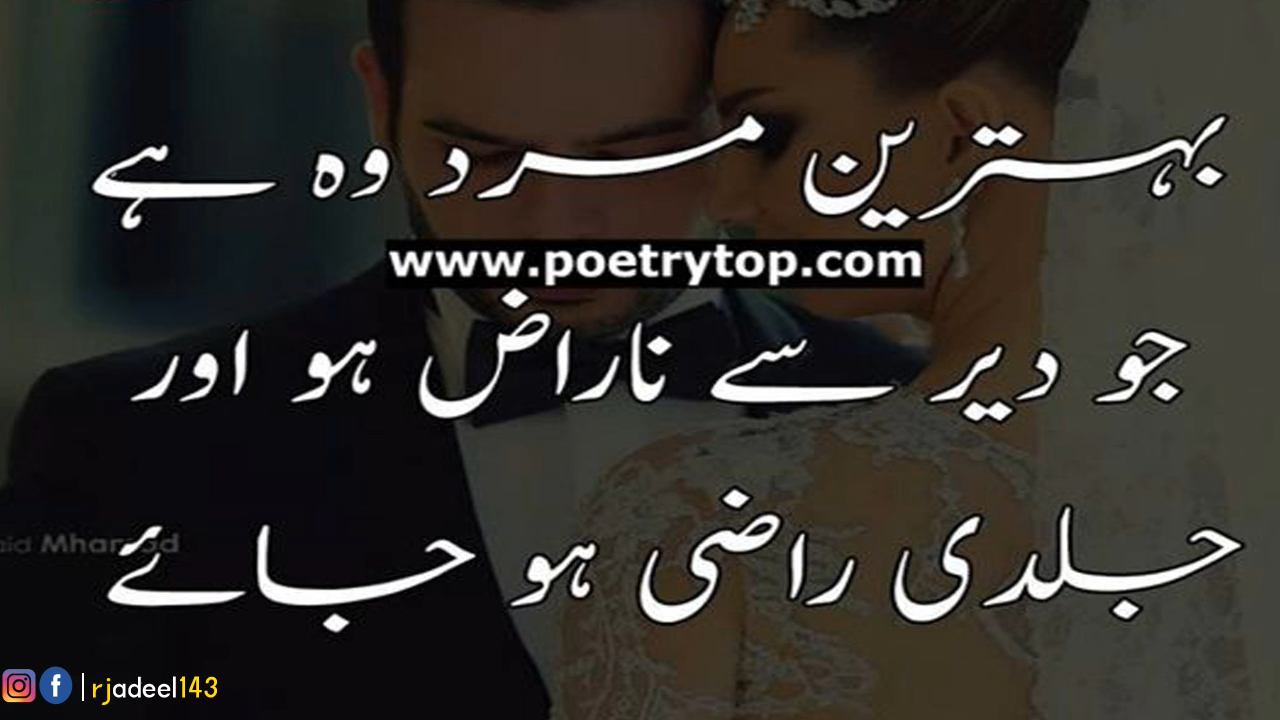 بہترین مرد وہ ہے
www.poetrytop.com
جو دیر سے ناراض ہو اور
جلدی راضی ہو جائے
| rjadeel143